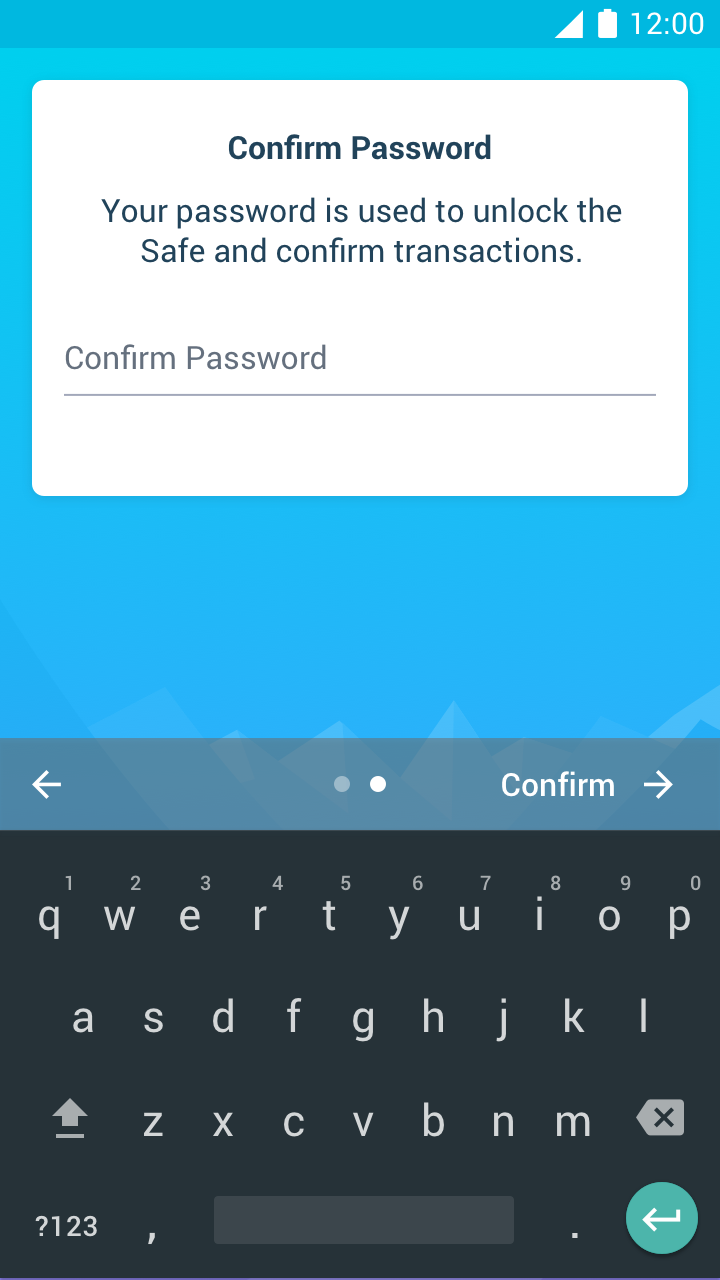 12:00
Confirm Password
Your password is used to unlock the
Safe and confirm transactions.
Confirm Password
Confirm
1 2 3 4 5 6 7 8 9 0
q w e r t y u i o p
a s d f g h j k l
z x c v b n m
?123 , .